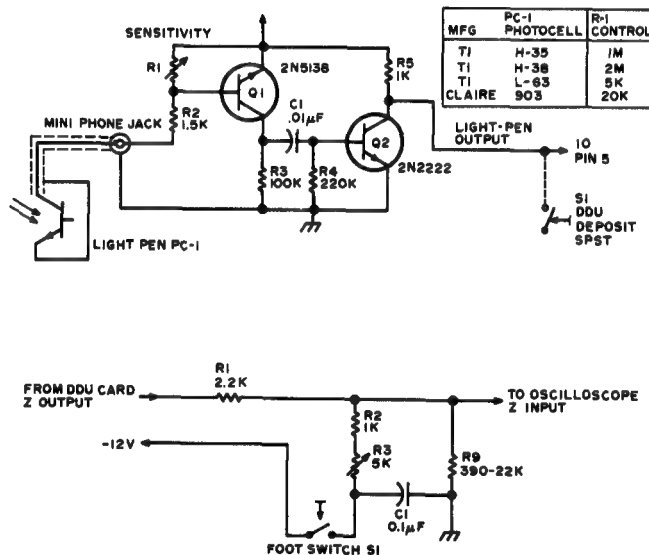 SENSITIVITY
R1
2N5138
Q1
R2
1.5K
MINI PHONE JACK
C1
.01µF
R5
1K
Q2
2N2222
R3
100K
R4
220K
LIGHT PEN PC-1
LIGHT-PEN
OUTPUT
IO
PIN 5
S1
DDU
DEPOSIT
SPST
MFG PC-1 PHOTOCELL R-1 CONTROL
TI H-35 1M
TI H-38 2M
TI L-63 5K
CLAIRE 903 20K
R1
2.2K
FROM DDU CARD
Z OUTPUT
TO OSCILLOSCOPE
Z INPUT
R2
1K
-12V
R3
5K
R9
390-22K
C1
0.1µF
FOOT SWITCH S1